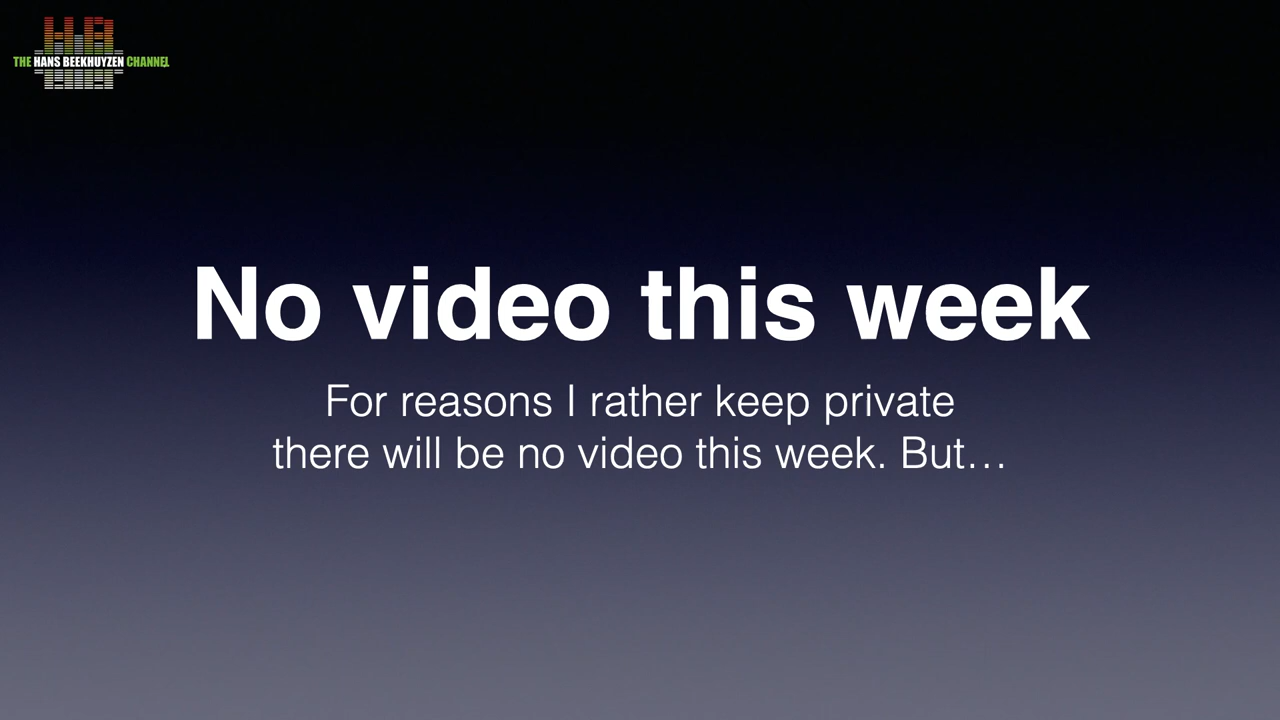 THE HANS BEEKHUYZEN CHANNEL
No video this week
For reasons I rather keep private
there will be no video this week. But…